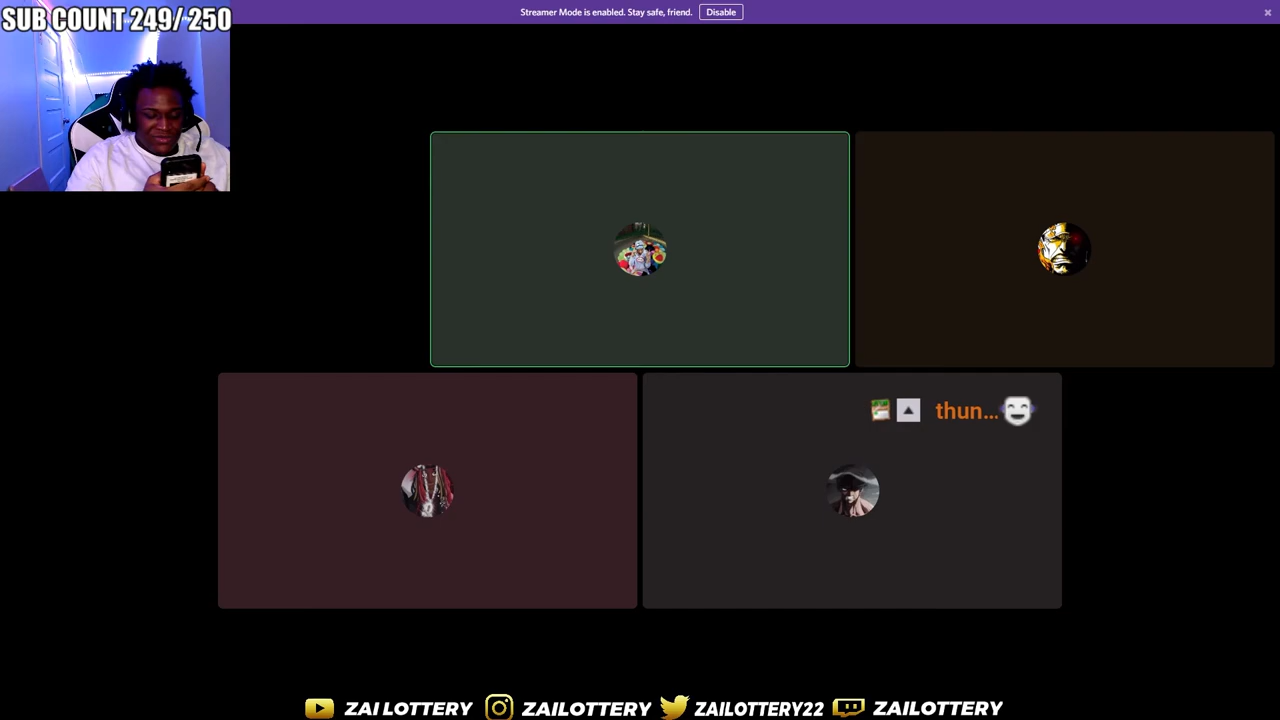 SUB COUNT 249/ 250
Streamer Mode is enabled. Stay safe, friend. Disable
thun...
ZAI LOTTERY ZAILOTTERY ZAILOTTERY22 ZAILOTTERY